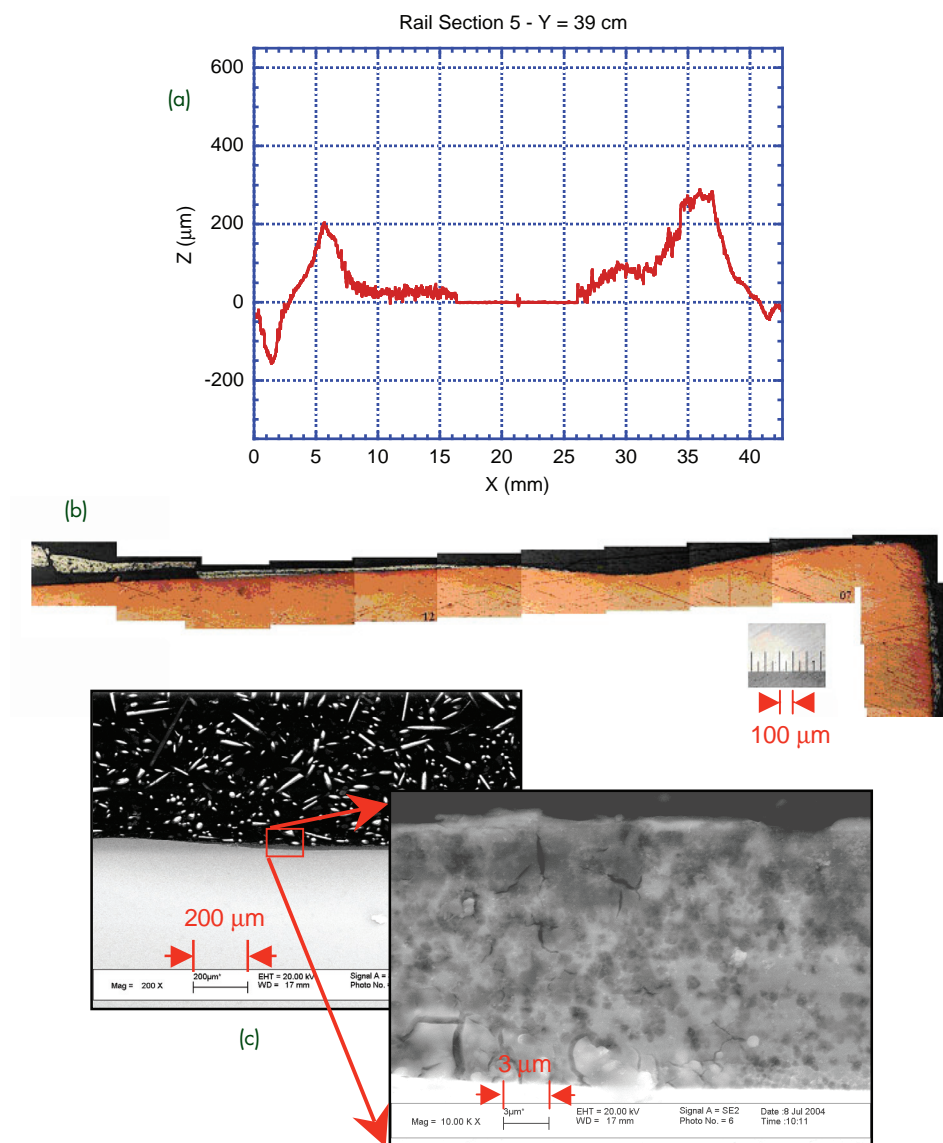 Rail Section 5 - Y = 39 cm
(a)
600
400
200
0
-200
Z (µm)
0 5 10 15 20 25 30 35 40
X (mm)
(b)
12
07
100 µm
200 µm
Mag = 200 X
200µm*
EHT = 20.00 kV
WD = 17 mm
Signal A =
Photo No. =
(c)
3 µm
Mag = 10.00 K X
3µm*
EHT = 20.00 kV
WD = 17 mm
Signal A = SE2
Photo No. = 6
Date :8 Jul 2004
Time :10:11